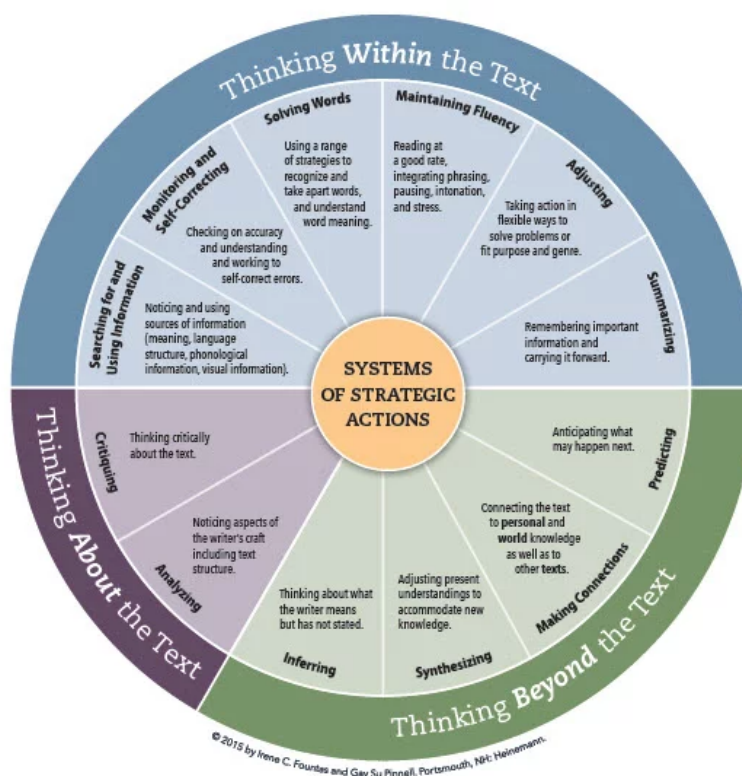 Thinking Within the Text
Searching for and
Using Information
Noticing and using
sources of information
(meaning, language
structure, phonological
information, visual information).
Monitoring and
Self-Correcting
Checking on accuracy
and understanding
and working to
self-correct errors.
Solving Words
Using a range
of strategies to
recognize and
take apart words,
and understand
word meaning.
Maintaining Fluency
Reading at
a good rate,
integrating phrasing,
pausing, intonation,
and stress.
Adjusting
Taking action in
flexible ways to
solve problems or
fit purpose and genre.
Summarizing
Remembering important
information and
carrying it forward.
SYSTEMS
OF STRATEGIC
ACTIONS
Thinking Beyond the Text
Predicting
Anticipating what
may happen next.
Making Connections
Connecting the text
to personal and
world knowledge
as well as to
other texts.
Synthesizing
Adjusting present
understandings to
accommodate new
knowledge.
Inferring
Thinking about what
the writer means
but has not stated.
Thinking About the Text
Analyzing
Noticing aspects of
the writer's craft
including text
structure.
Critiquing
Thinking critically
about the text.
© 2015 by Irene C. Fountas and Gay Su Pinnell. Portsmouth, NH: Heinemann.